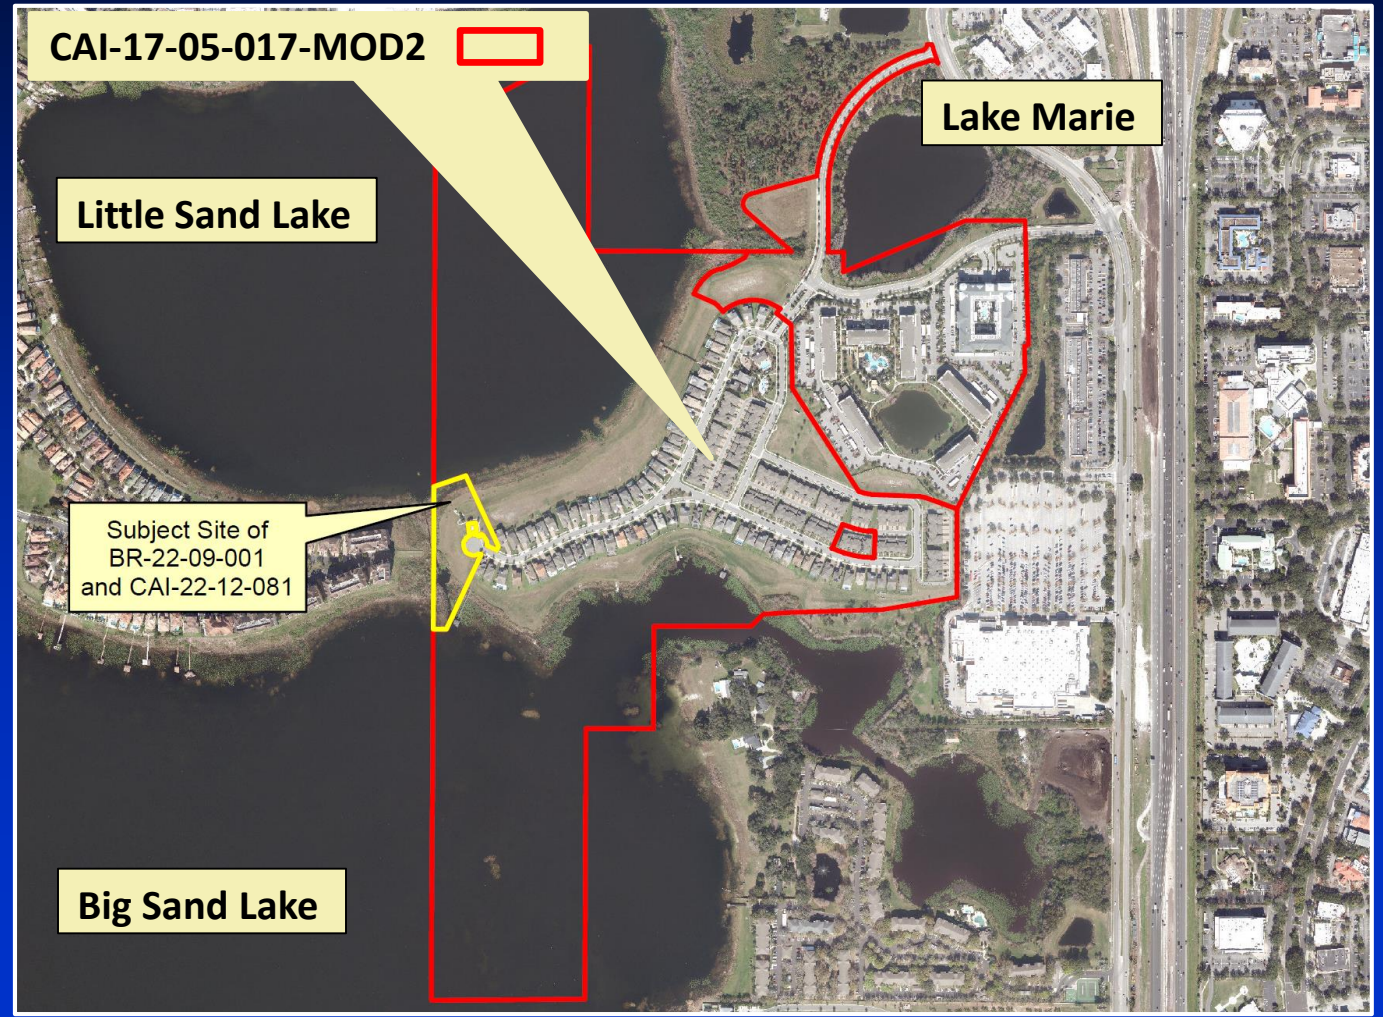 CAI-17-05-017-MOD2
Lake Marie
Little Sand Lake
Subject Site of
BR-22-09-001
and CAI-22-12-081
Big Sand Lake